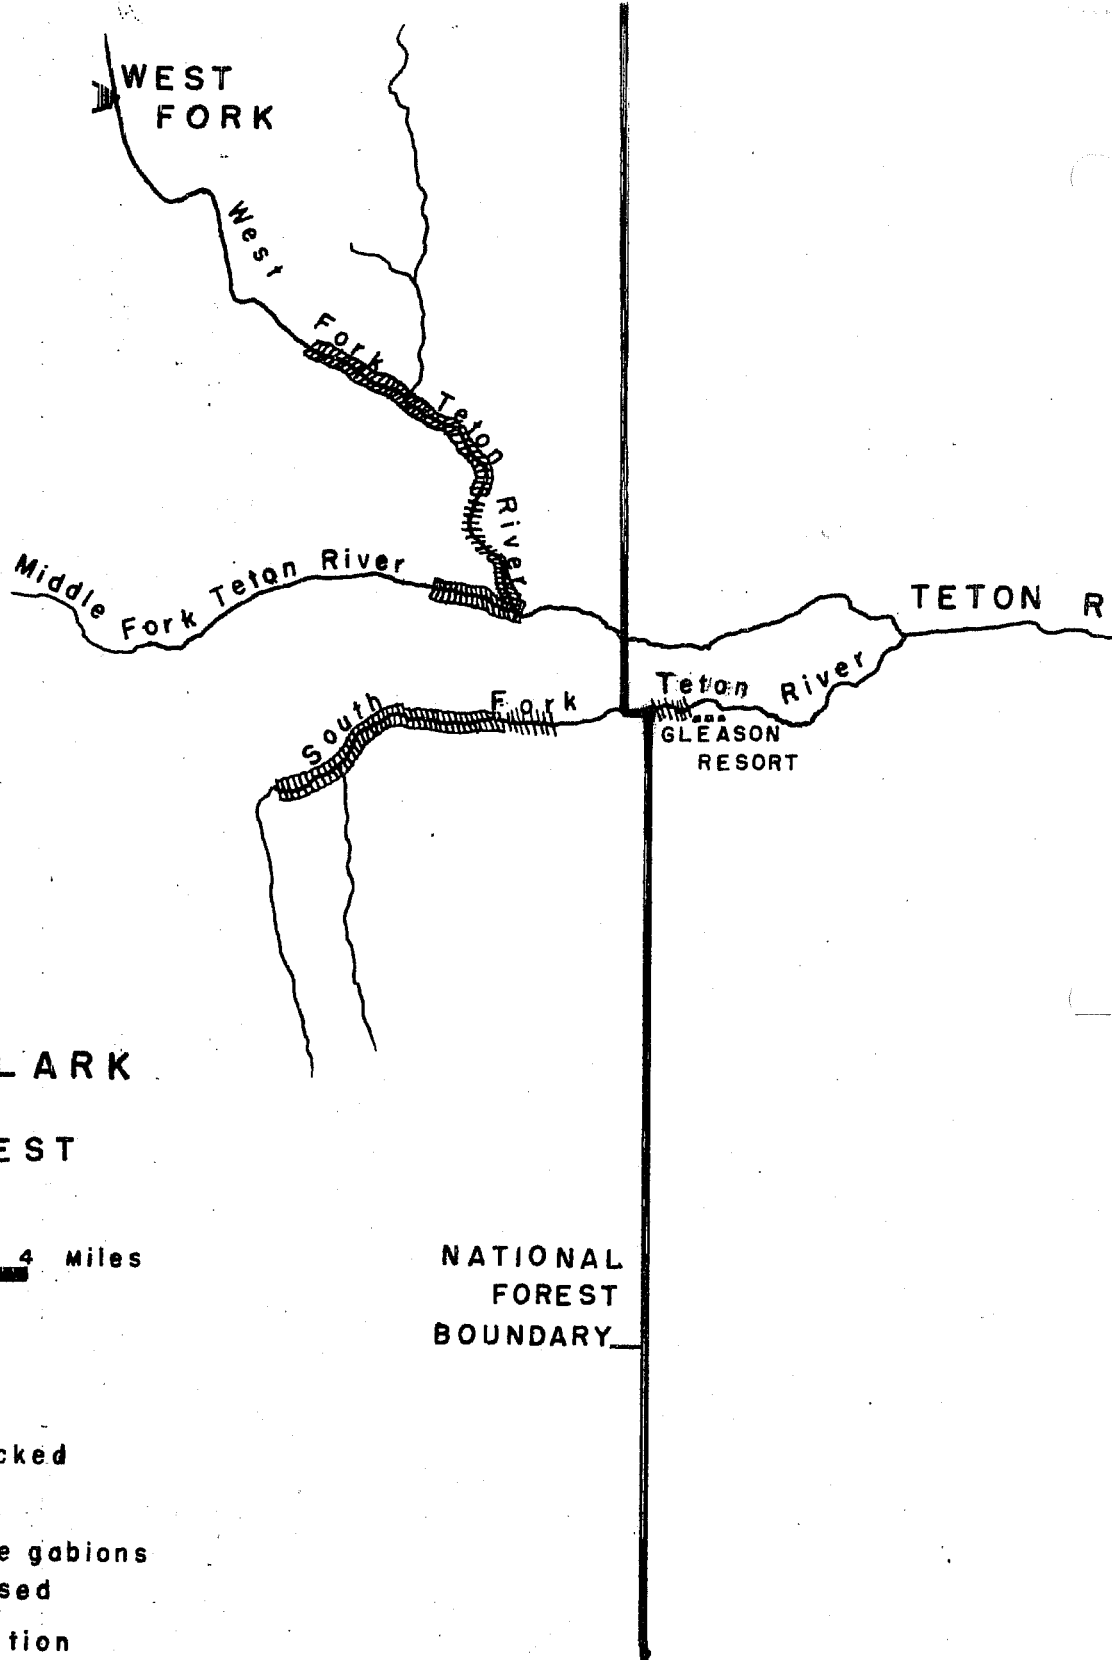 WEST
FORK
West
Fork
Teton
River
Middle Fork Teton River
TETON R
South Fork Teton River
GLEASON
RESORT
LARK
EST
4 Miles
NATIONAL
FOREST
BOUNDARY
cked
e gabions
sed
tion